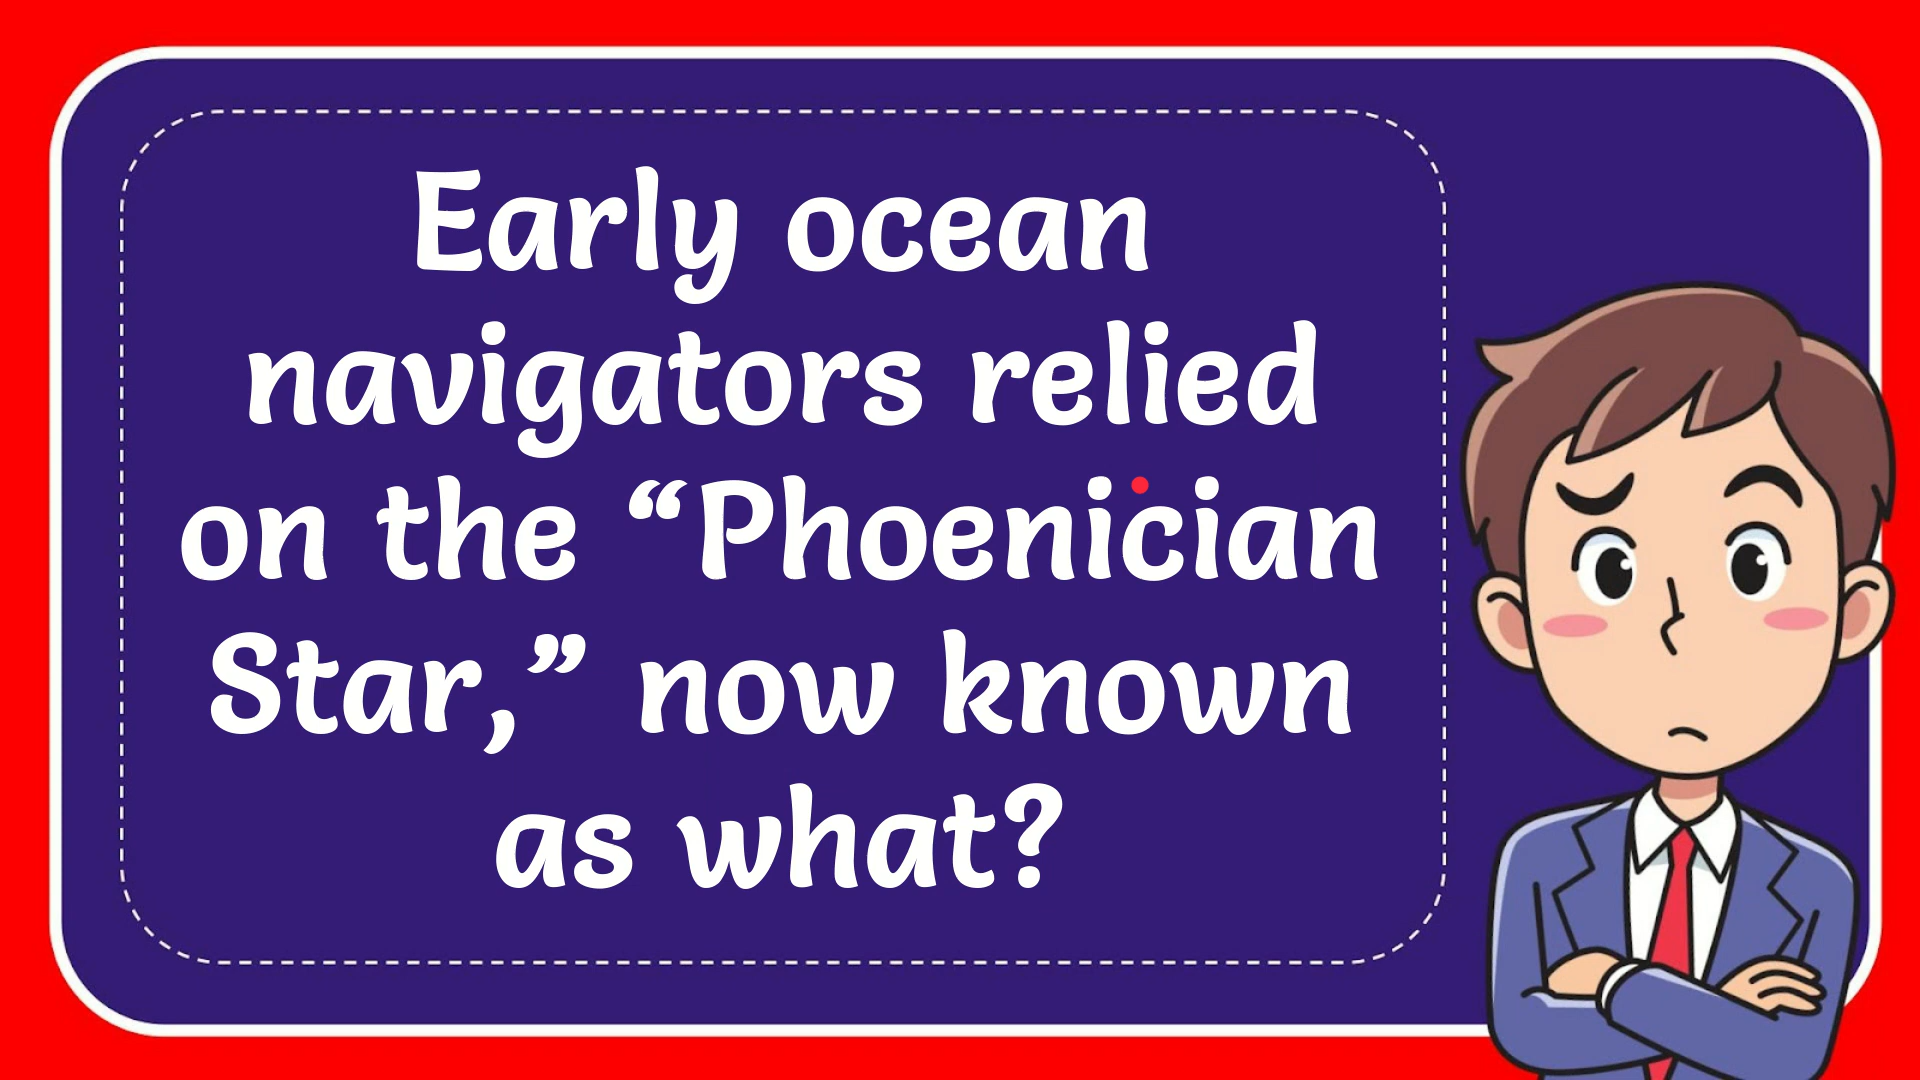 Early ocean
navigators relied
on the “Phoenician
Star,” now known
as what?